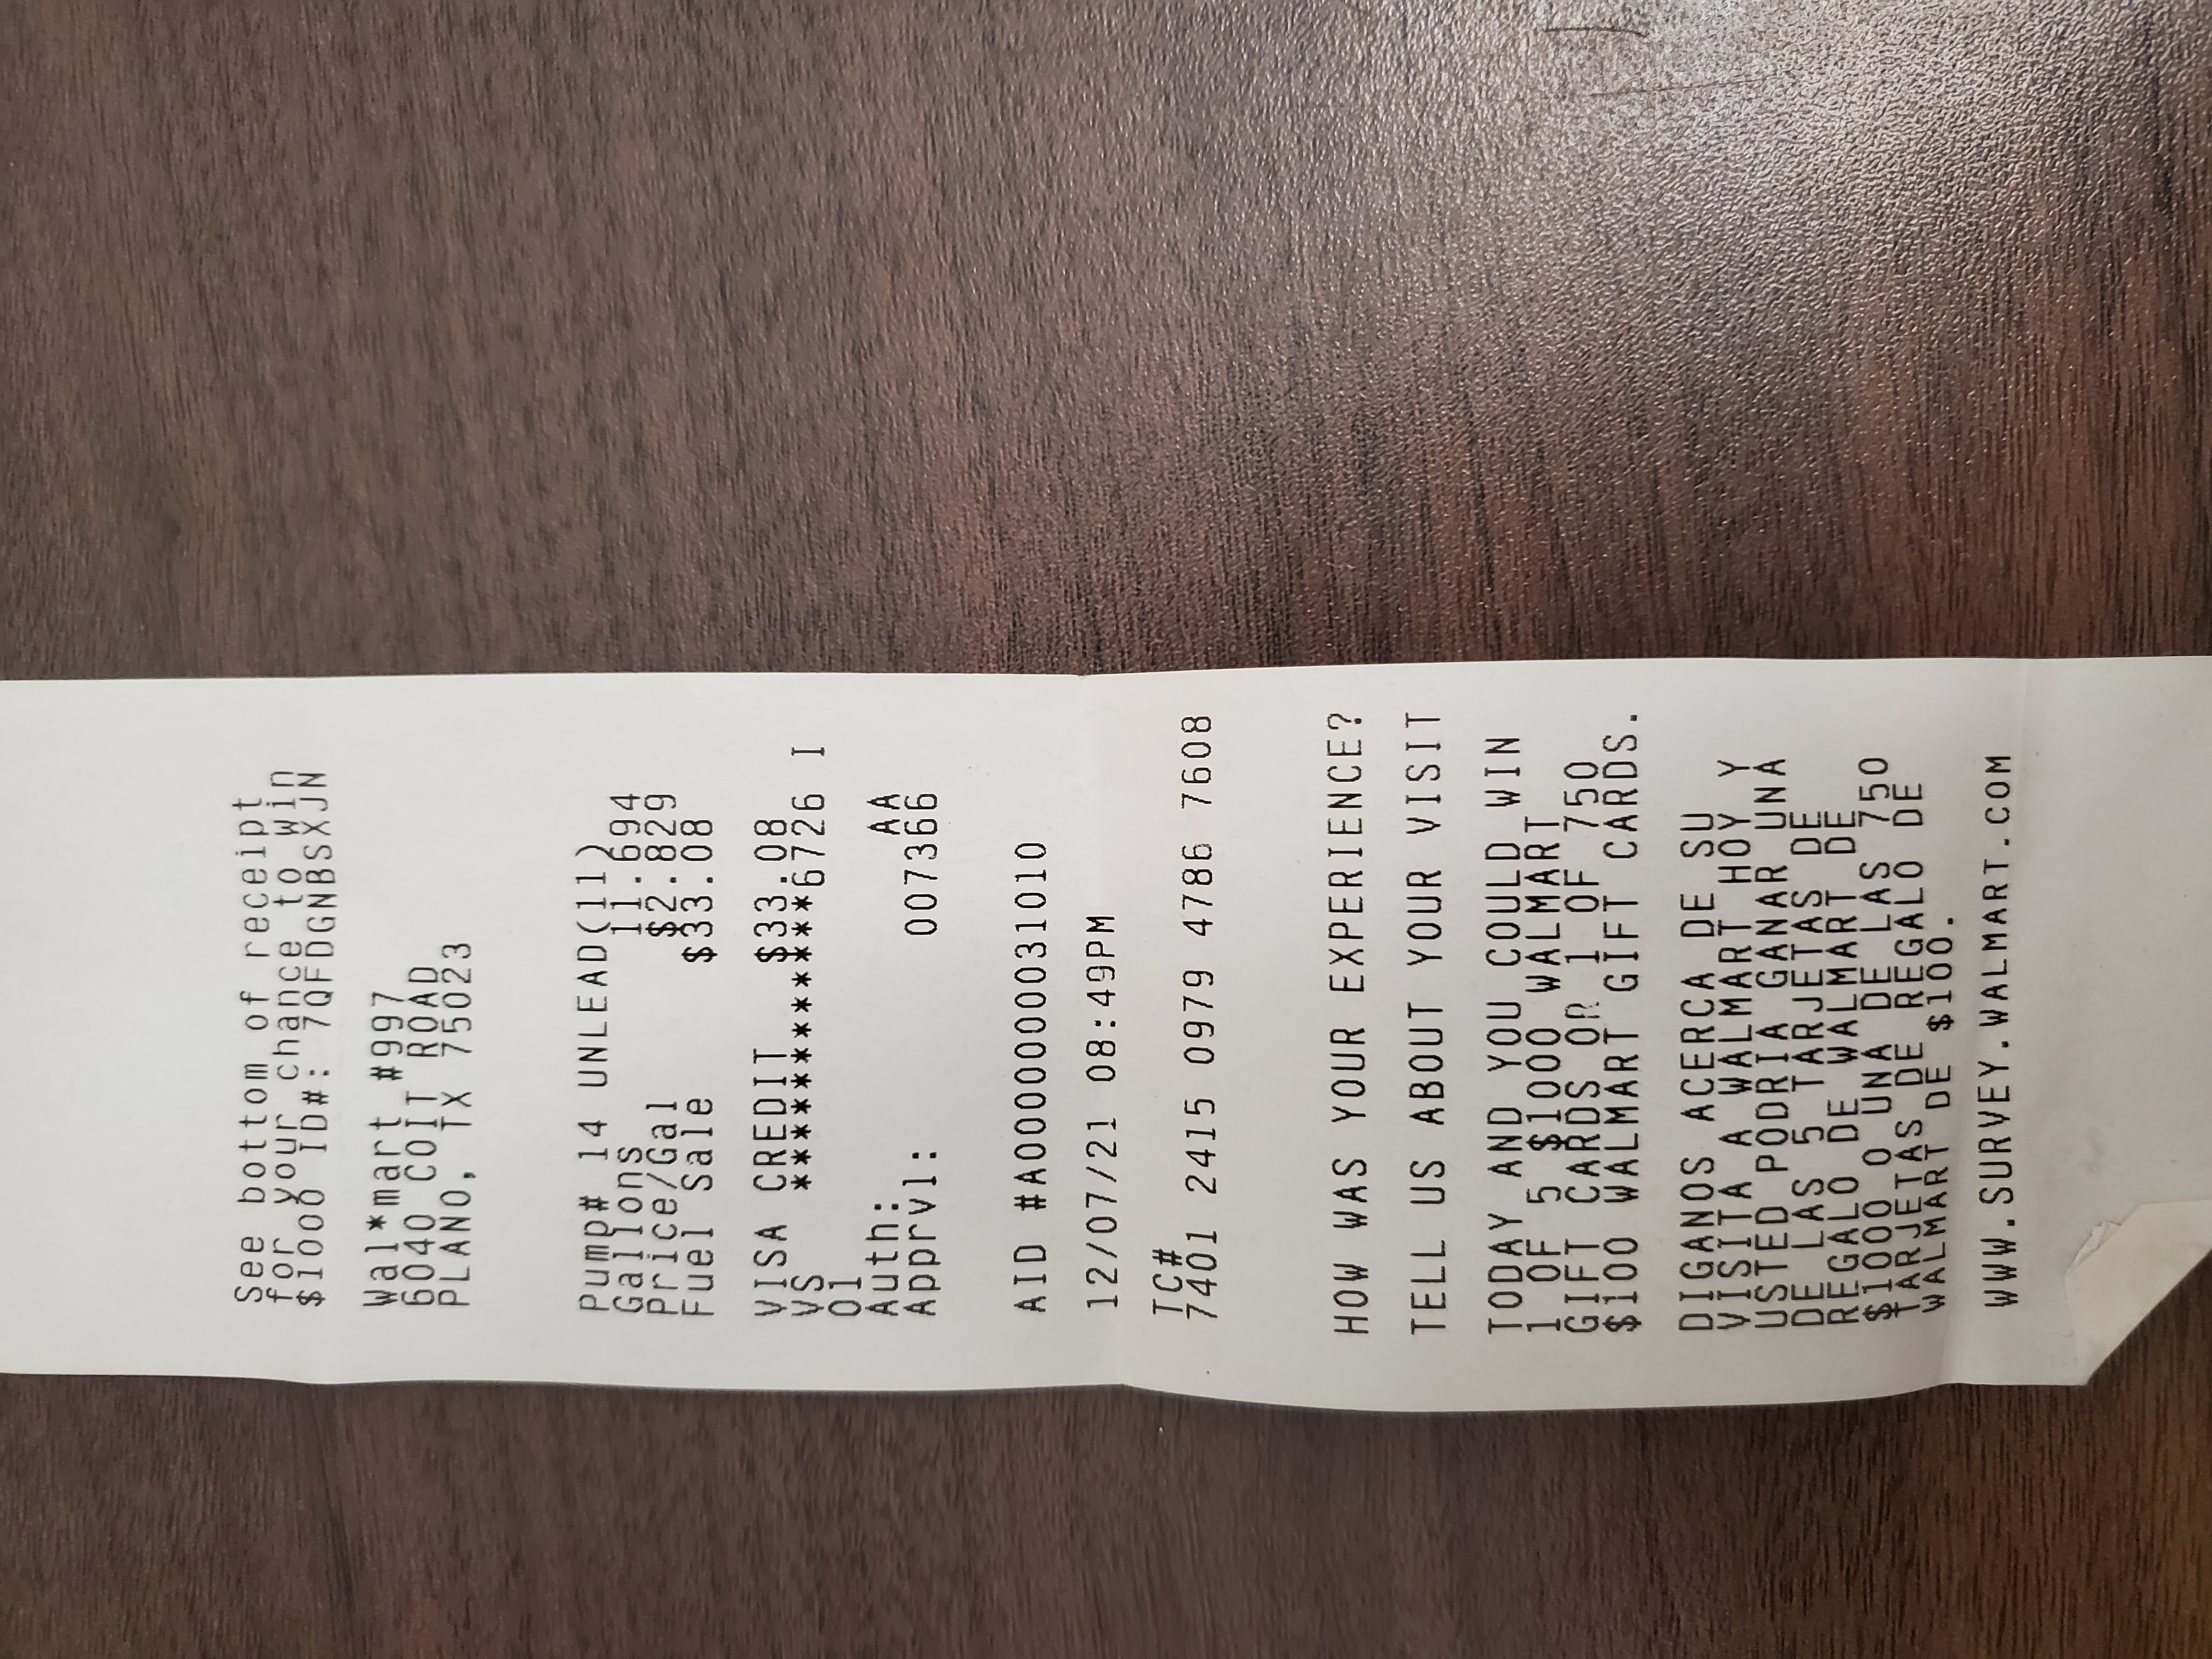 See bottom of receipt
for your chance to win
$1000 ID#: 7QFDGNBSXJN
Wal*mart #997
6040 COIT ROAD
PLANO, TX 75023
Pump# 14 UNLEAD(11)
Gallons 11.694
Price/Gal $2.829
Fuel Sale $33.08
VISA CREDIT $33.08
VS ************6726 I
01
Auth: AA
Apprvl: 007366
AID #A0000000031010
12/07/21 08:49PM
TC#
7401 2415 0979 4786 7608
HOW WAS YOUR EXPERIENCE?
TELL US ABOUT YOUR VISIT
TODAY AND YOU COULD WIN
1 OF 5 $1000 WALMART
GIFT CARDS OR 1 OF 750
$100 WALMART GIFT CARDS.
DIGANOS ACERCA DE SU
VISITA A WALMART HOY Y
USTED PODRIA GANAR UNA
DE LAS 5 TARJETAS DE
REGALO DE WALMART DE
$1000 O UNA DE LAS 750
TARJETAS DE REGALO DE
WALMART DE $100.
WWW.SURVEY.WALMART.COM